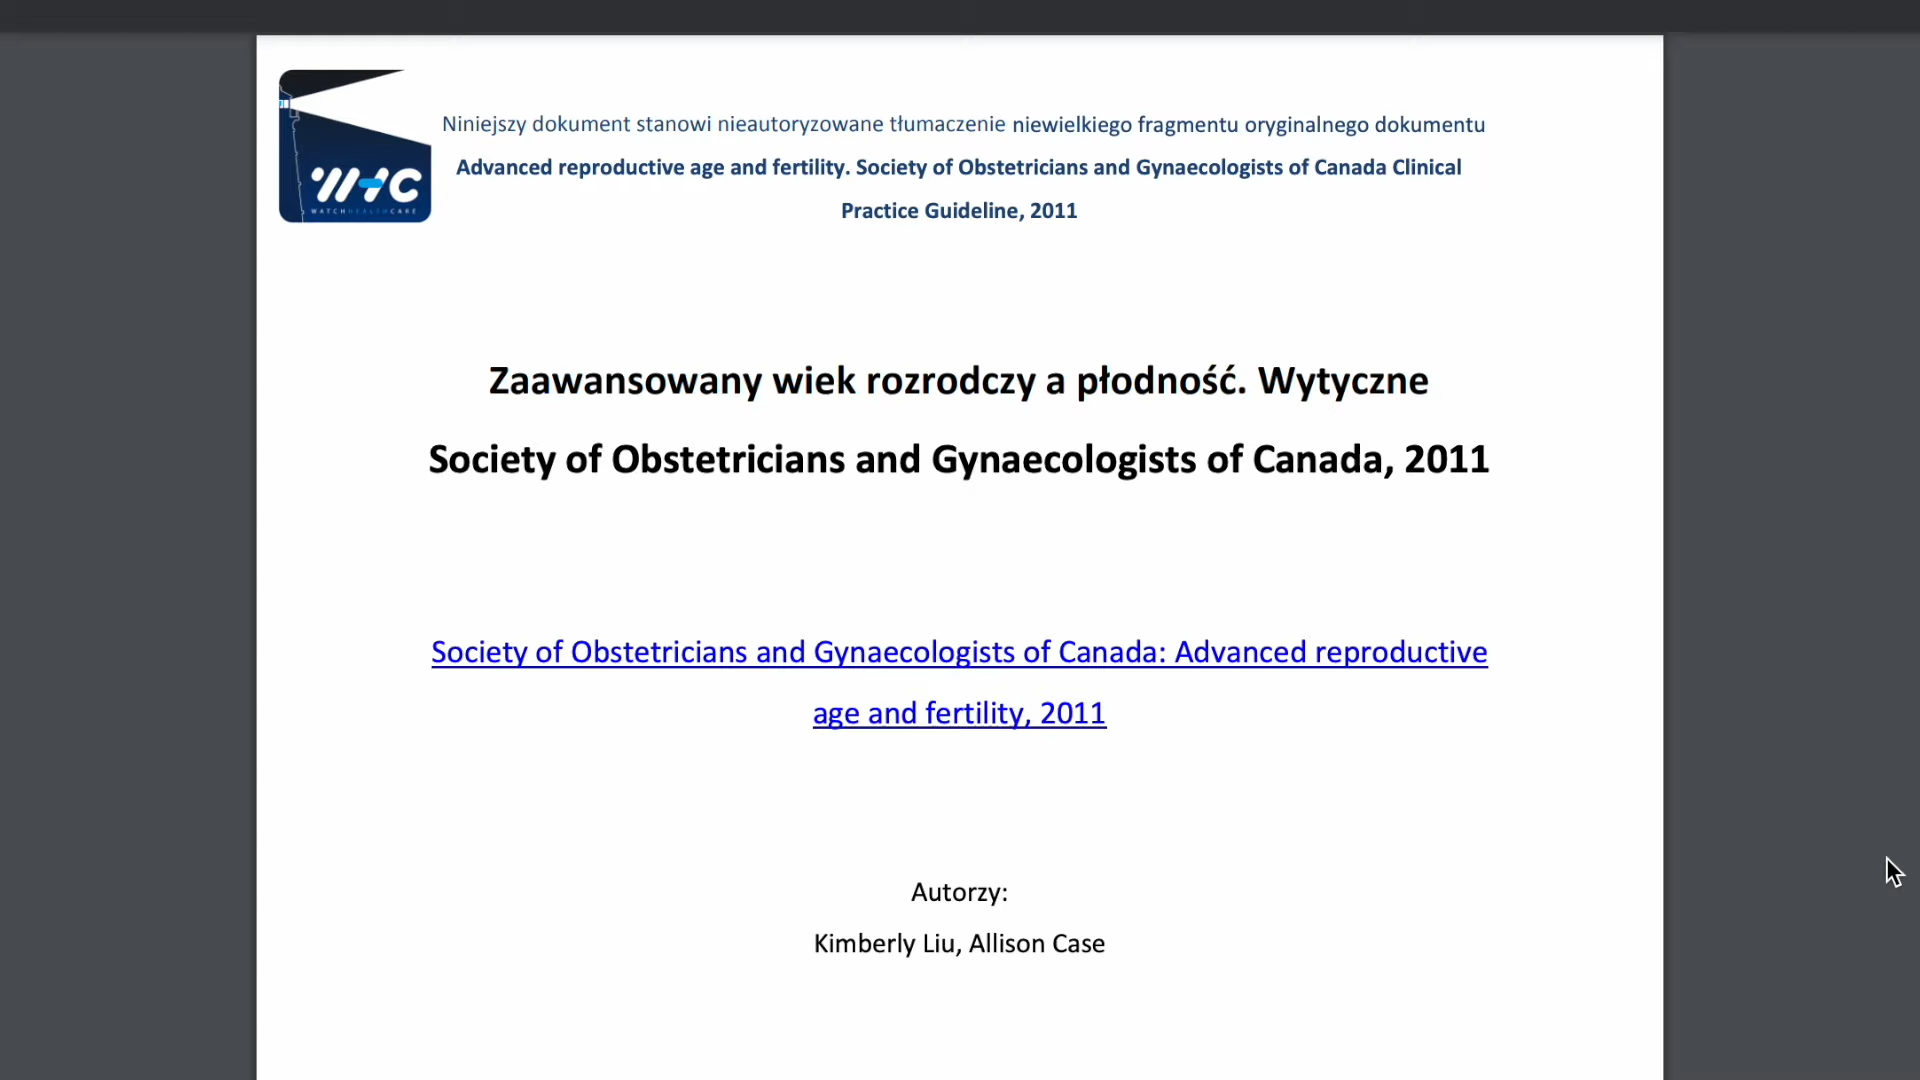 WHC
WATCHHEALTHCARE
Niniejszy dokument stanowi nieautoryzowane tłumaczenie niewielkiego fragmentu oryginalnego dokumentu
Advanced reproductive age and fertility. Society of Obstetricians and Gynaecologists of Canada Clinical
Practice Guideline, 2011
Zaawansowany wiek rozrodczy a płodność. Wytyczne
Society of Obstetricians and Gynaecologists of Canada, 2011
Society of Obstetricians and Gynaecologists of Canada: Advanced reproductive
age and fertility, 2011
Autorzy:
Kimberly Liu, Allison Case